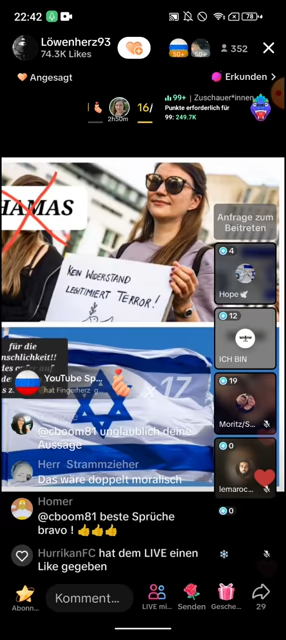 22:42
78
Löwenherz93
74.3K Likes
50+
50+
352
Angesagt
Erkunden >
2h50m
16/
99+ | Zuschauer*innen
Punkte erforderlich für
99: 249.7K
HAMAS
KEIN WIDERSTAND
LEGITIMIERT TERROR!
Anfrage zum
Beitreten
4
Hope
12
ICH BIN
19
Moritz/S...
0
lemaroc...
0
für die
nschlichkeit!!
YouTube Sp...
hat Fingerherz g
x 17
@cboom81 unglaublich deine
Aussage
Herr Strammzieher
Das wäre doppelt moralisch
Homer
@cboom81 beste Sprüche
bravo ! 👍👍👍
HurrikanFC hat dem LIVE einen
Like gegeben
Abonn...
Komment...
LIVE mi...
Senden
Gesche...
29